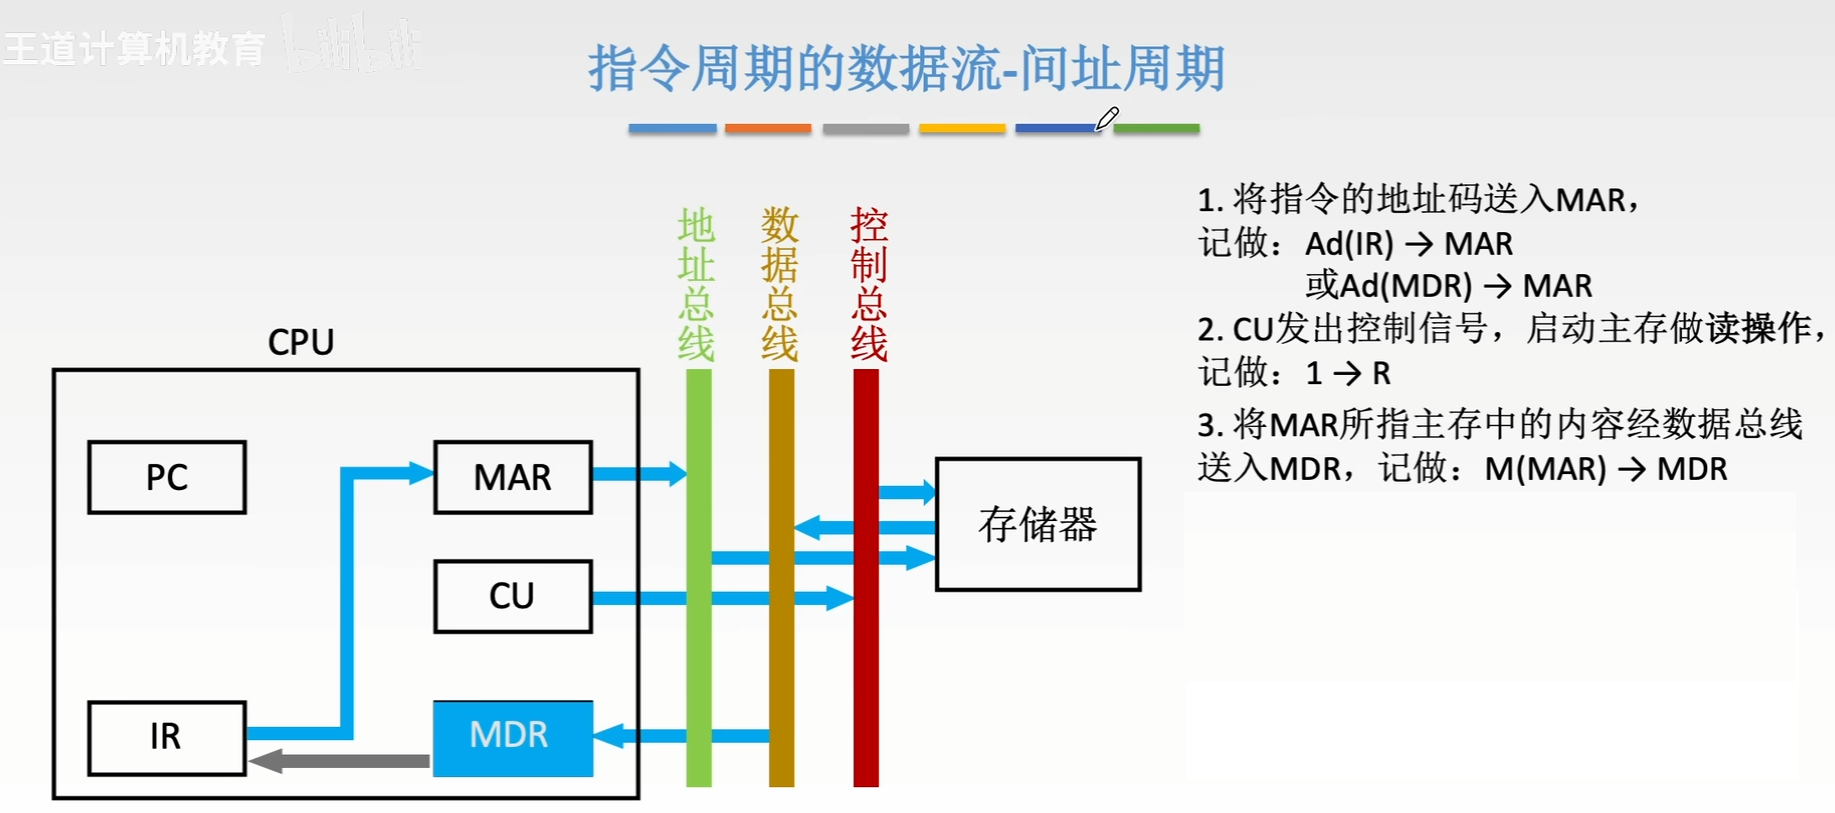 王道计算机教育 bilibili
指令周期的数据流-间址周期
地址总线
数据总线
控制总线
CPU
PC
MAR
CU
IR
MDR
存储器
1. 将指令的地址码送入MAR，
记做：Ad(IR) → MAR
或Ad(MDR) → MAR
2. CU发出控制信号，启动主存做读操作，
记做：1 → R
3. 将MAR所指主存中的内容经数据总线
送入MDR，记做：M(MAR) → MDR